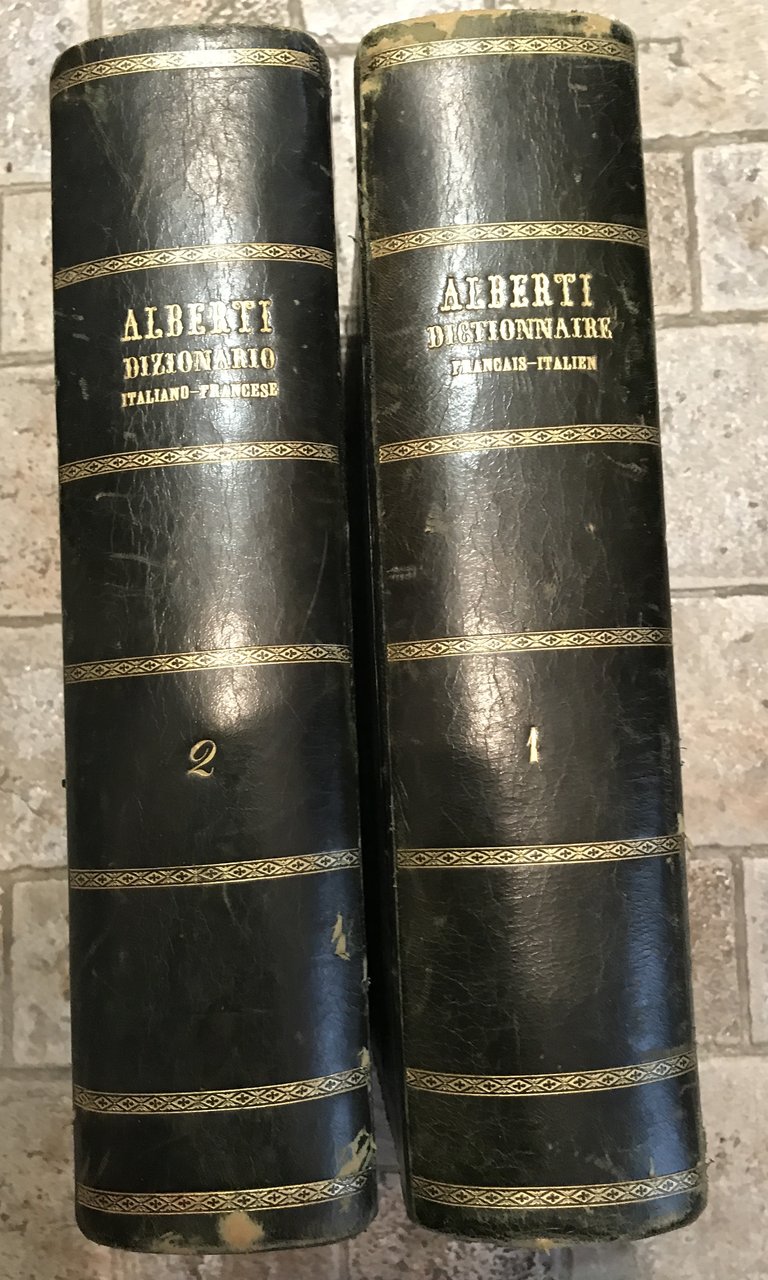 ALBERTI
DIZIONARIO
ITALIANO-FRANCESE
2
ALBERTI
DICTIONNAIRE
FRANCAIS-ITALIEN
1